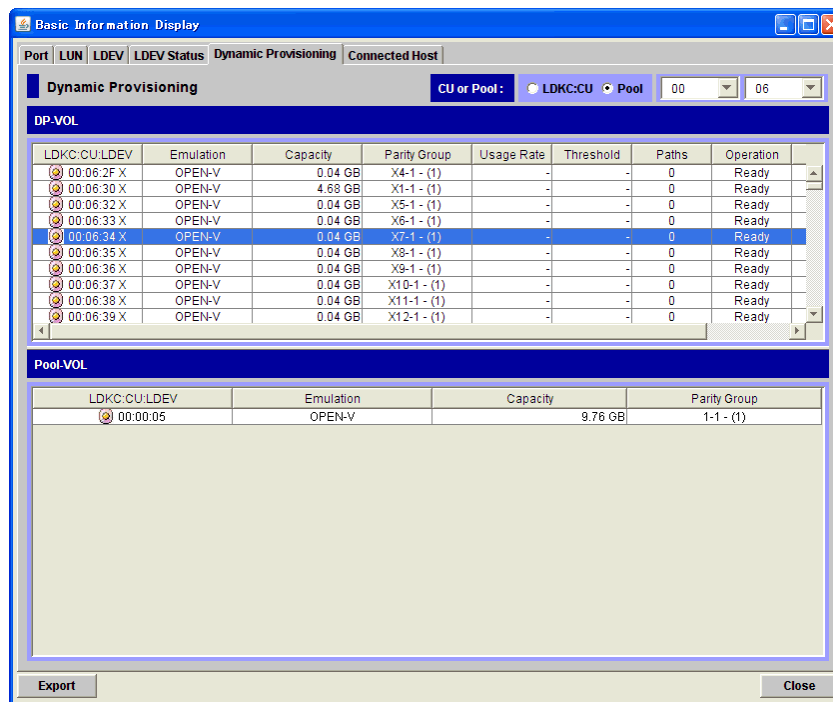 Basic Information Display
Port LUN LDEV LDEV Status Dynamic Provisioning Connected Host
Dynamic Provisioning CU or Pool : LDKC:CU Pool 00 06
DP-VOL
LDKC:CU:LDEV Emulation Capacity Parity Group Usage Rate Threshold Paths Operation
00:06:2F X OPEN-V 0.04 GB X4-1 - (1) - - 0 Ready
00:06:30 X OPEN-V 4.68 GB X1-1 - (1) - - 0 Ready
00:06:32 X OPEN-V 0.04 GB X5-1 - (1) - - 0 Ready
00:06:33 X OPEN-V 0.04 GB X6-1 - (1) - - 0 Ready
00:06:34 X OPEN-V 0.04 GB X7-1 - (1) - - 0 Ready
00:06:35 X OPEN-V 0.04 GB X8-1 - (1) - - 0 Ready
00:06:36 X OPEN-V 0.04 GB X9-1 - (1) - - 0 Ready
00:06:37 X OPEN-V 0.04 GB X10-1 - (1) - - 0 Ready
00:06:38 X OPEN-V 0.04 GB X11-1 - (1) - - 0 Ready
00:06:39 X OPEN-V 0.04 GB X12-1 - (1) - - 0 Ready
Pool-VOL
LDKC:CU:LDEV Emulation Capacity Parity Group
00:00:05 OPEN-V 9.76 GB 1-1 - (1)
Export Close